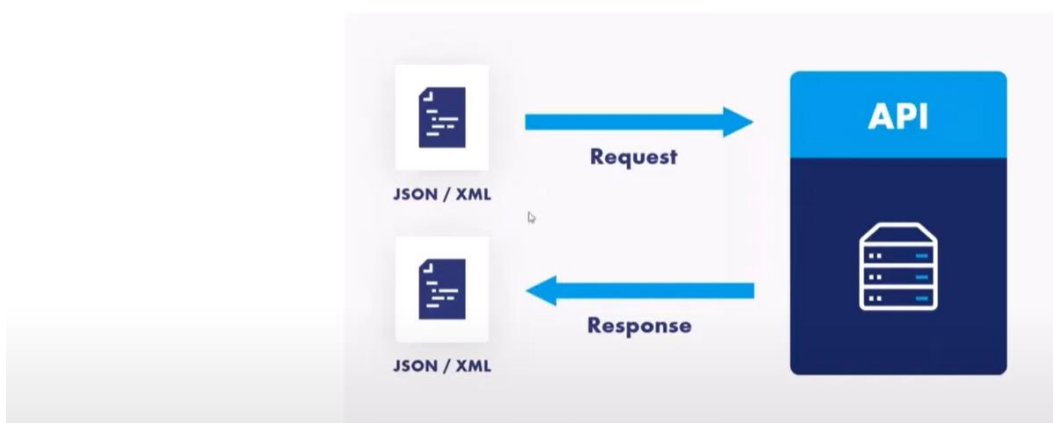 API
Request
JSON / XML
Response
JSON / XML